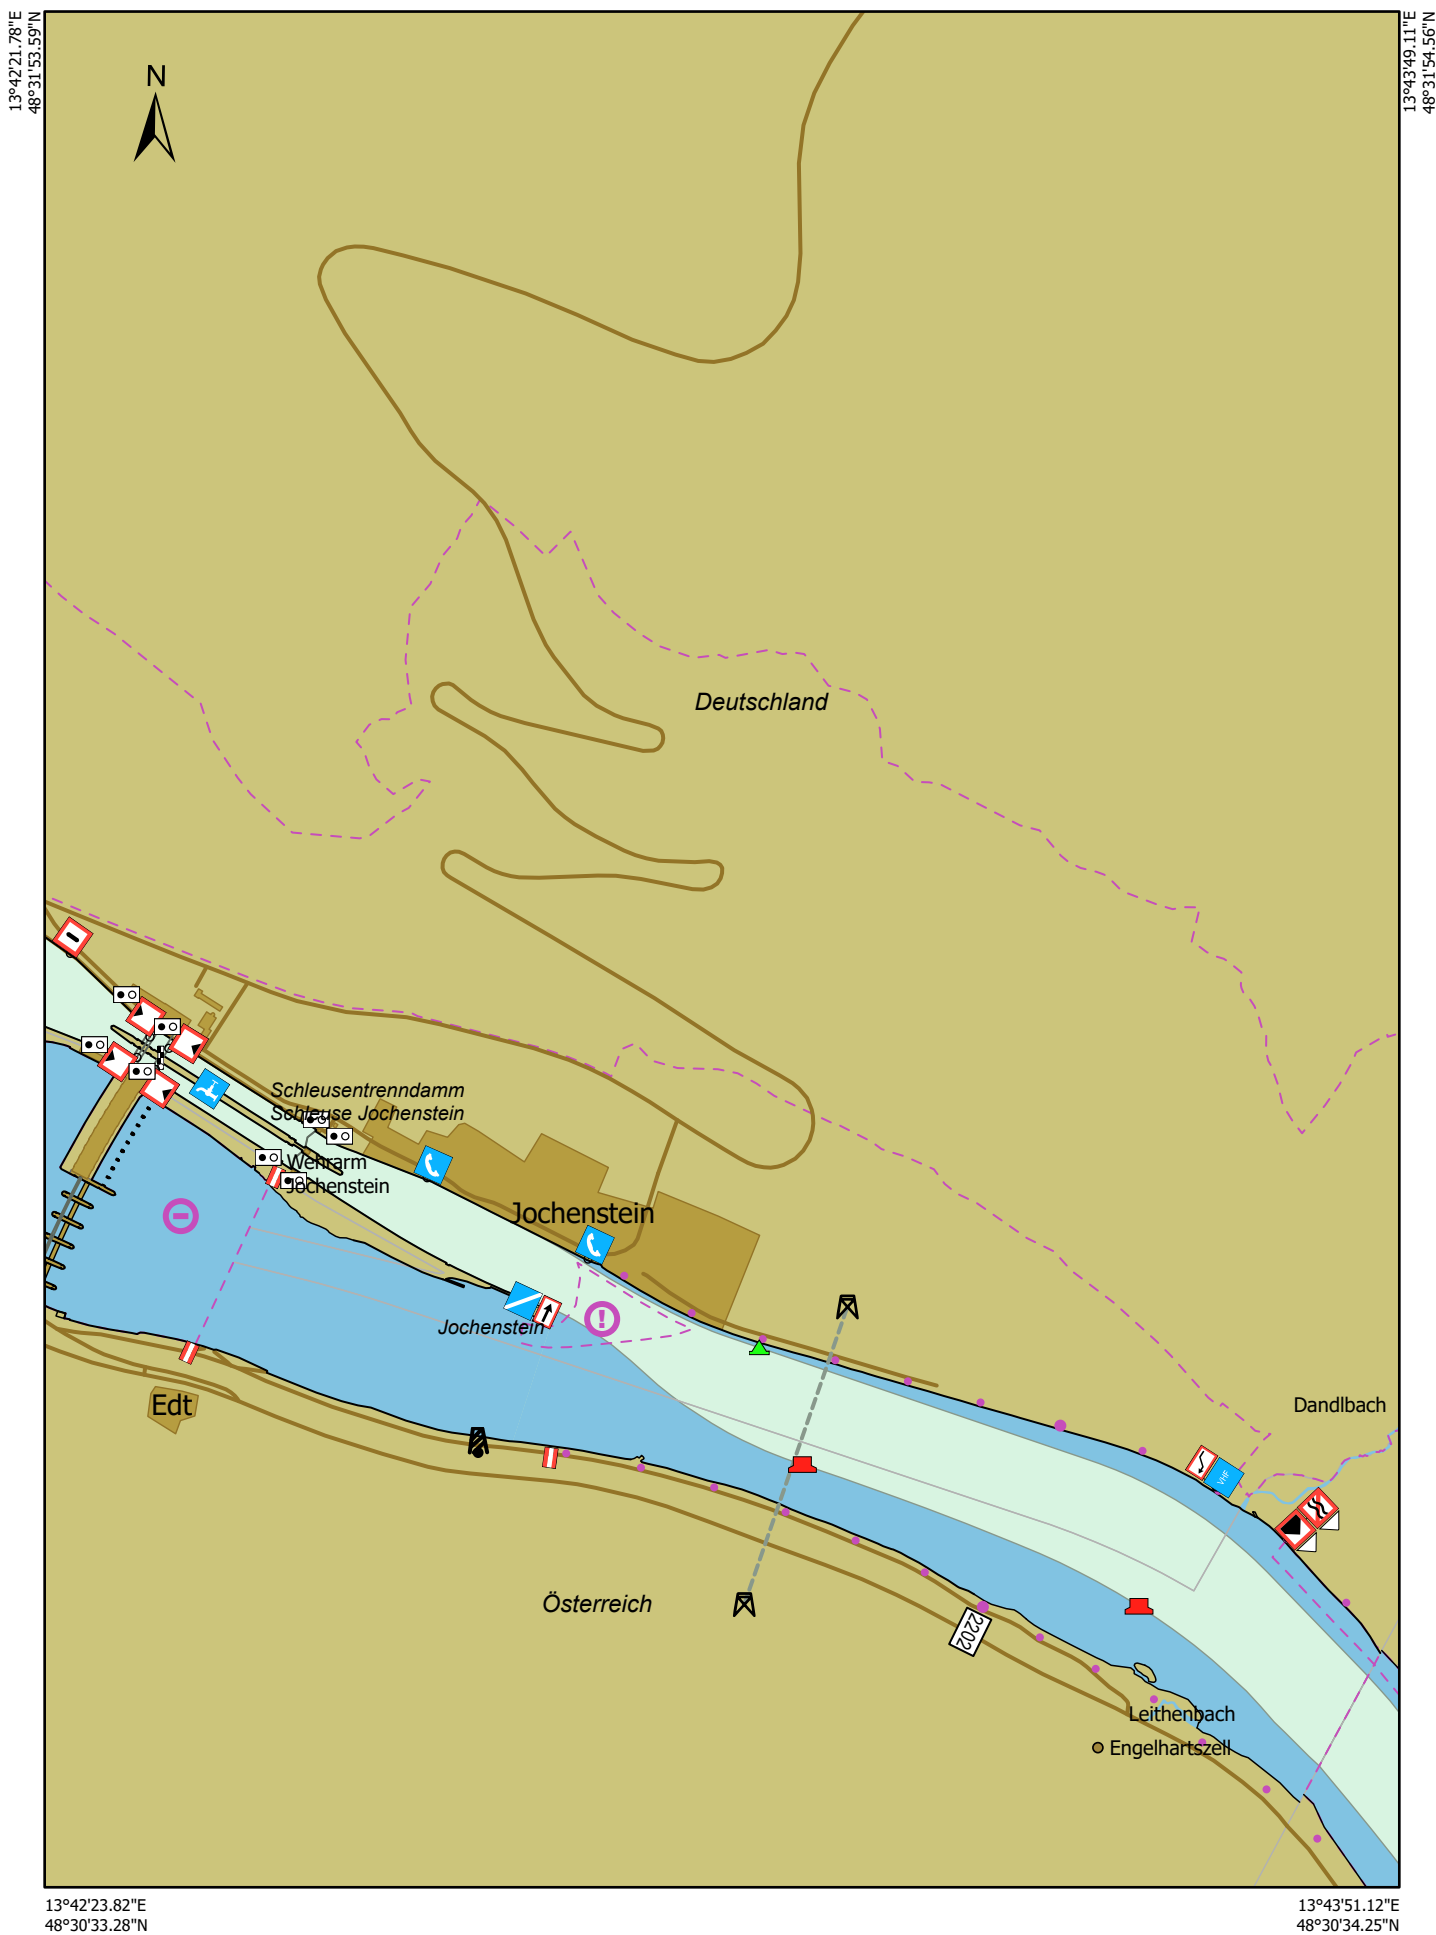 13°42'21.78"E
48°31'53.59"N
13°43'49.11"E
48°31'54.56"N
N
Deutschland
Schleusentrenndamm
Schleuse Jochenstein
Wehrarm
Jochenstein
Jochenstein
Jochenstein
Edt
Dandlbach
VHF
Österreich
2202
Leithenbach
Engelhartszell
13°42'23.82"E
48°30'33.28"N
13°43'51.12"E
48°30'34.25"N